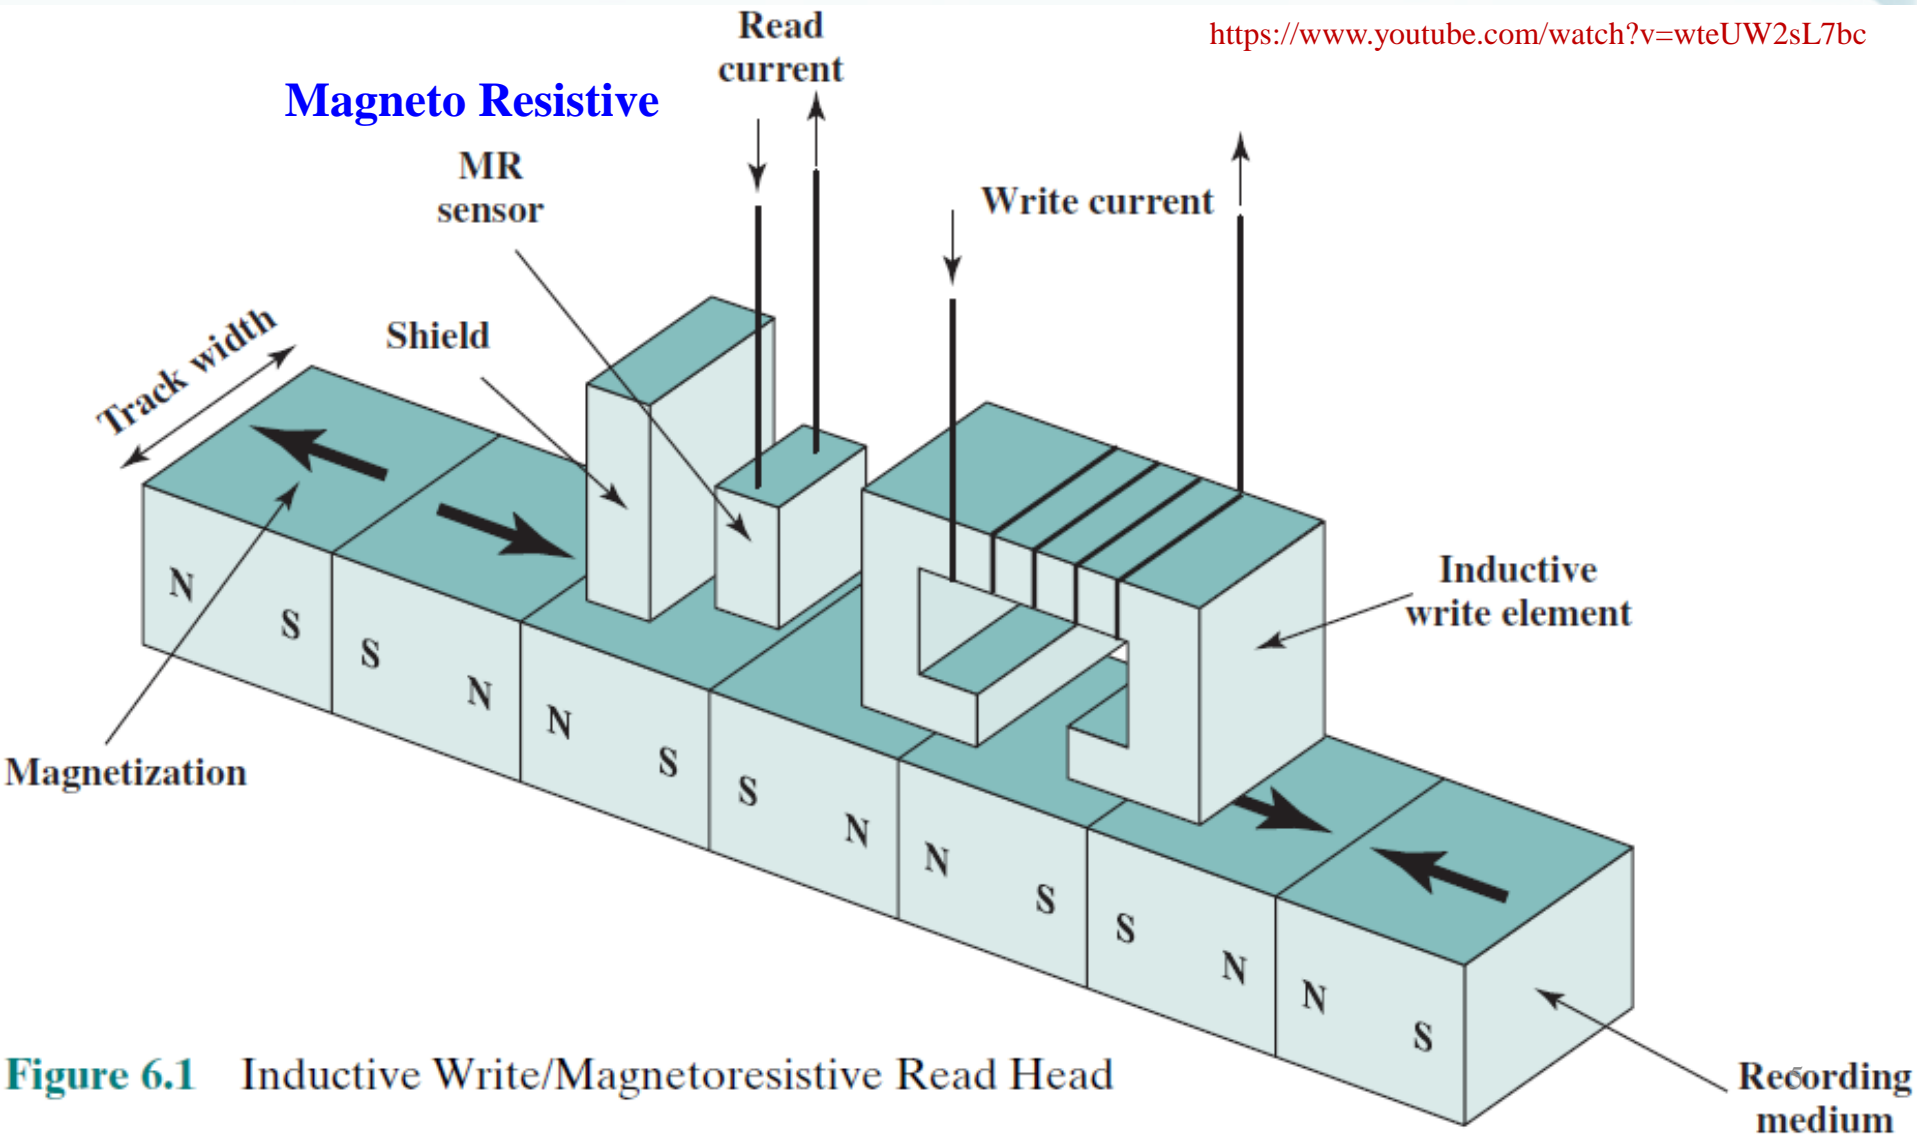 Read
current
https://www.youtube.com/watch?v=wteUW2sL7bc
Magneto Resistive
MR
sensor
Write current
Shield
Track width
Inductive
write element
Magnetization
N S S N N S S N N S S N N S
Figure 6.1 Inductive Write/Magnetoresistive Read Head
Recording
medium